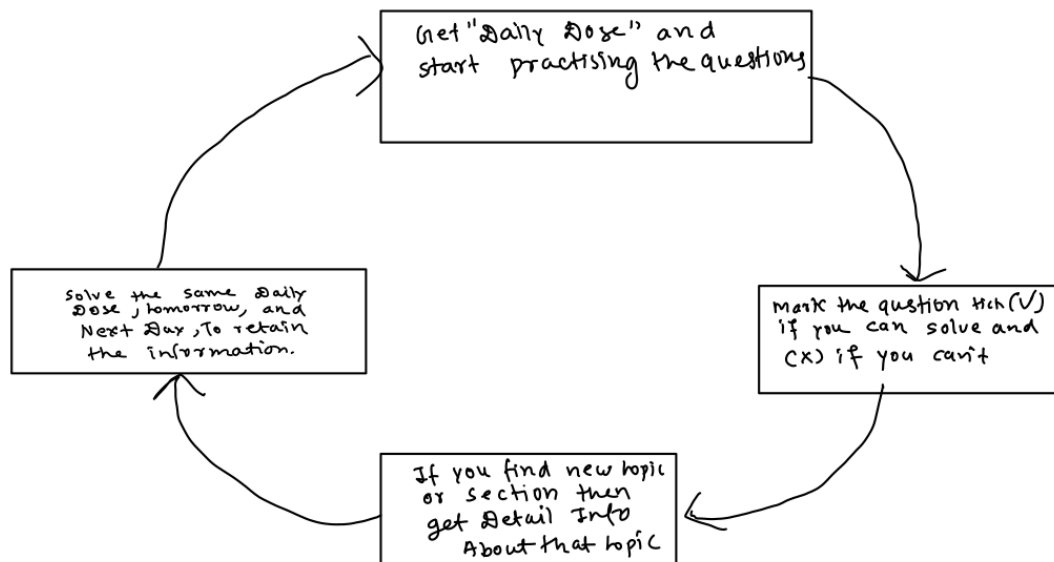 Get "Daily Dose" and
start practising the questions
Mark the qustion tich (√)
if you can solve and
(x) if you can't
If you find new topic
or section then
get Detail Info
About that topic
Solve the same Daily
Dose, tomorrow, and
Next Day, To retain
the information.